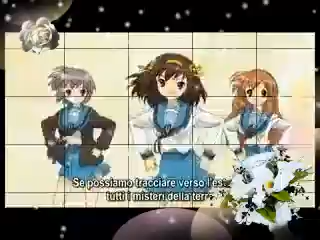 Se possiamo tracciare verso l'es
tutti i misteri della terr